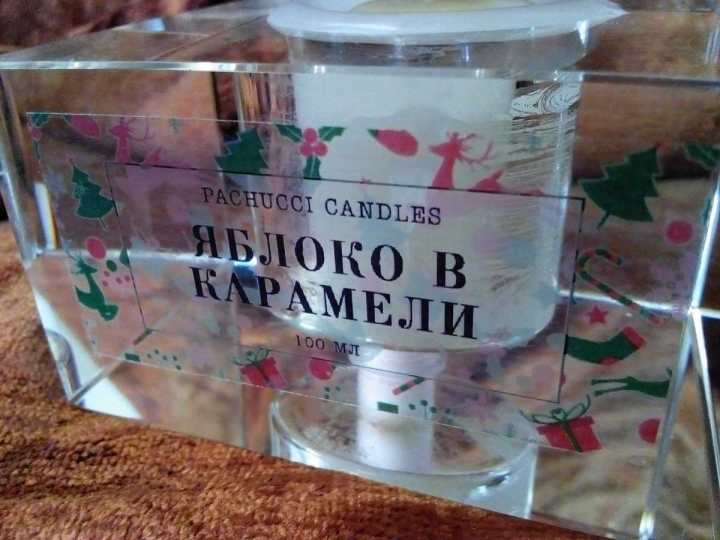 PACHUCCI CANDLES
ЯБЛОКО В
КАРАМЕЛИ
100 МЛ